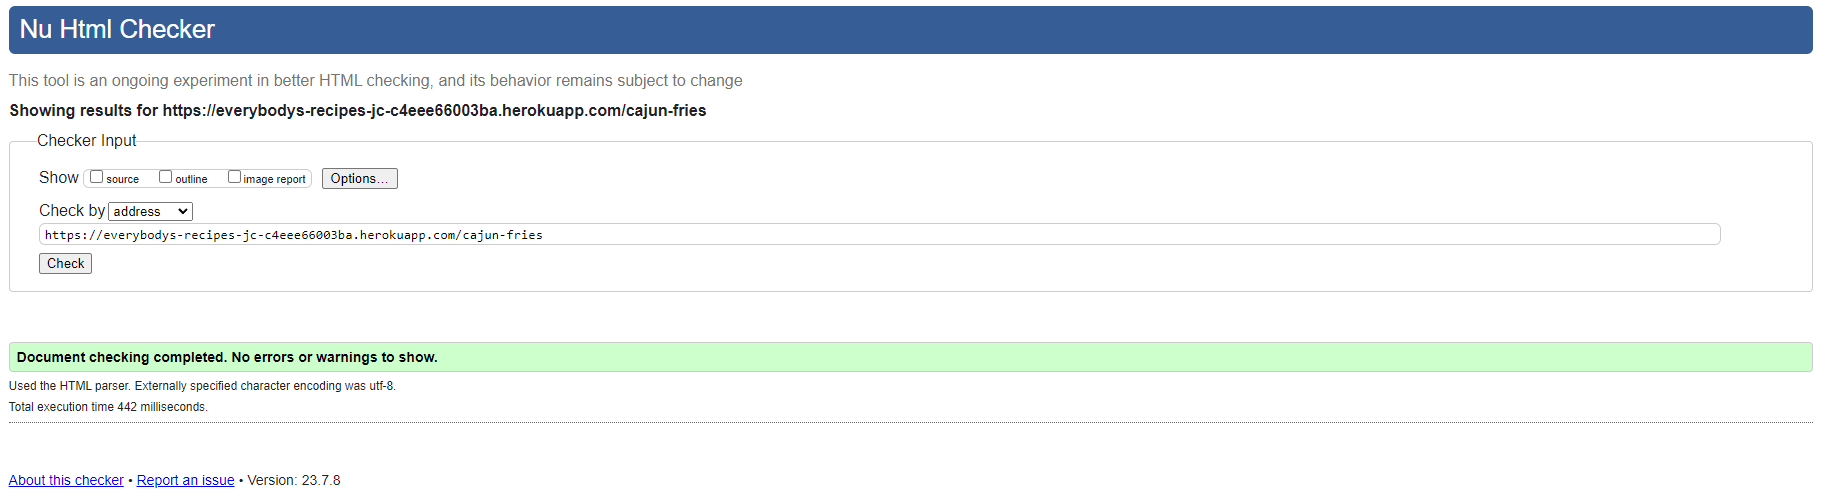 Nu Html Checker
This tool is an ongoing experiment in better HTML checking, and its behavior remains subject to change
Showing results for https://everybodys-recipes-jc-c4eee66003ba.herokuapp.com/cajun-fries
Checker Input
Show source outline image report Options...
Check by address
https://everybodys-recipes-jc-c4eee66003ba.herokuapp.com/cajun-fries
Check
Document checking completed. No errors or warnings to show.
Used the HTML parser. Externally specified character encoding was utf-8.
Total execution time 442 milliseconds.
About this checker • Report an issue • Version: 23.7.8